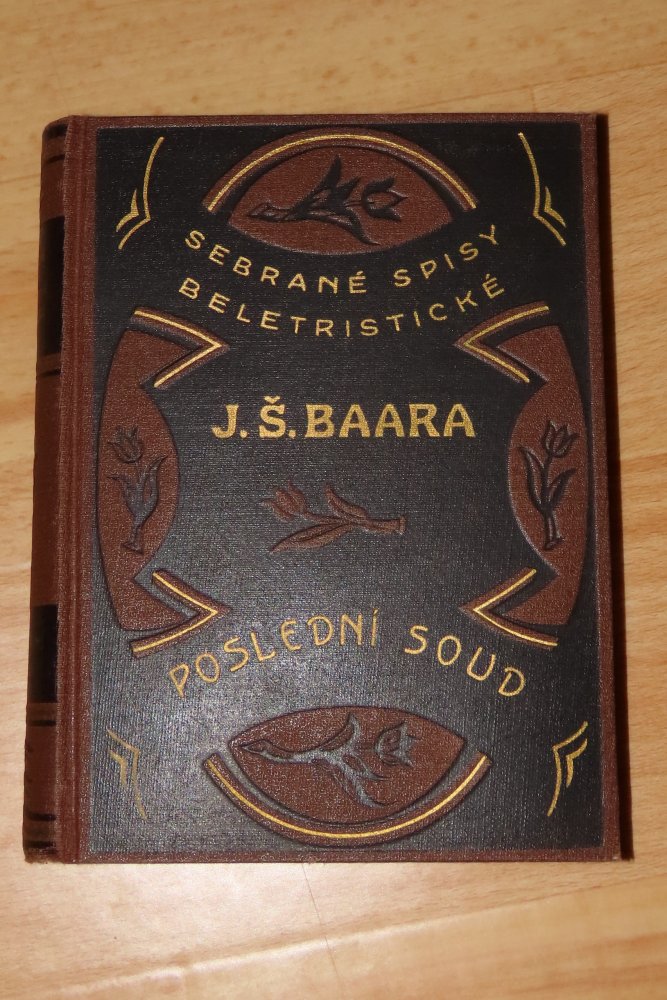 SEBRANÉ SPISY
BELETRISTICKÉ
J. Š. BAARA
POSLEDNÍ SOUD